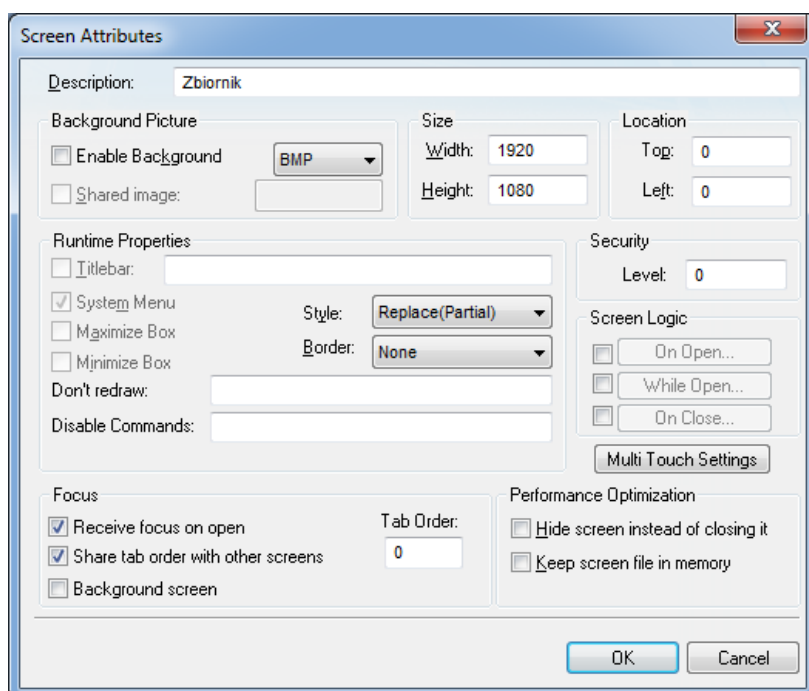 Screen Attributes
Description: Zbiornik
Background Picture
Enable Background BMP
Shared image:
Size
Width: 1920
Height: 1080
Location
Top: 0
Left: 0
Runtime Properties
Titlebar:
System Menu
Maximize Box
Minimize Box
Style: Replace(Partial)
Border: None
Don't redraw:
Disable Commands:
Security
Level: 0
Screen Logic
On Open...
While Open...
On Close...
Multi Touch Settings
Focus
Receive focus on open
Share tab order with other screens
Background screen
Tab Order:
0
Performance Optimization
Hide screen instead of closing it
Keep screen file in memory
OK Cancel